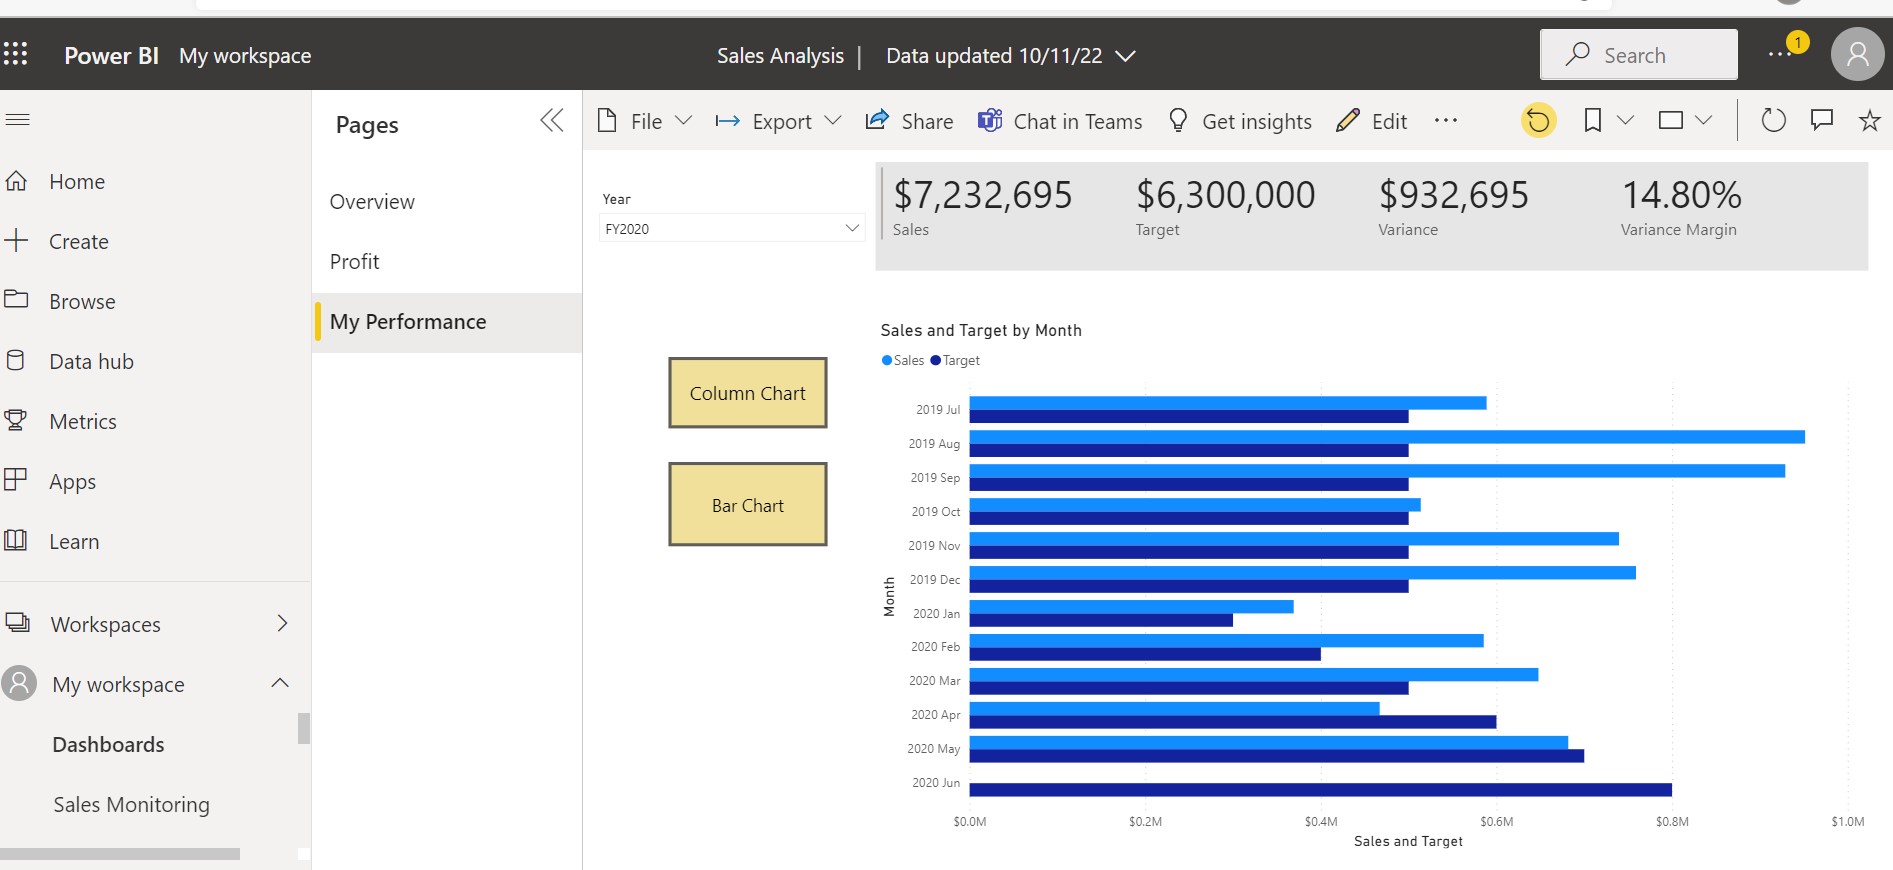 Power BI My workspace Sales Analysis | Data updated 10/11/22 Search 1
Pages
File Export Share Chat in Teams Get insights Edit
Home
Create
Browse
Data hub
Metrics
Apps
Learn
Workspaces
My workspace
Dashboards
Sales Monitoring
Overview
Profit
My Performance
Year
FY2020
$7,232,695 $6,300,000 $932,695 14.80%
Sales Target Variance Variance Margin
Column Chart
Bar Chart
Sales and Target by Month
Sales Target
Month
2019 Jul
2019 Aug
2019 Sep
2019 Oct
2019 Nov
2019 Dec
2020 Jan
2020 Feb
2020 Mar
2020 Apr
2020 May
2020 Jun
$0.0M $0.2M $0.4M $0.6M $0.8M $1.0M
Sales and Target